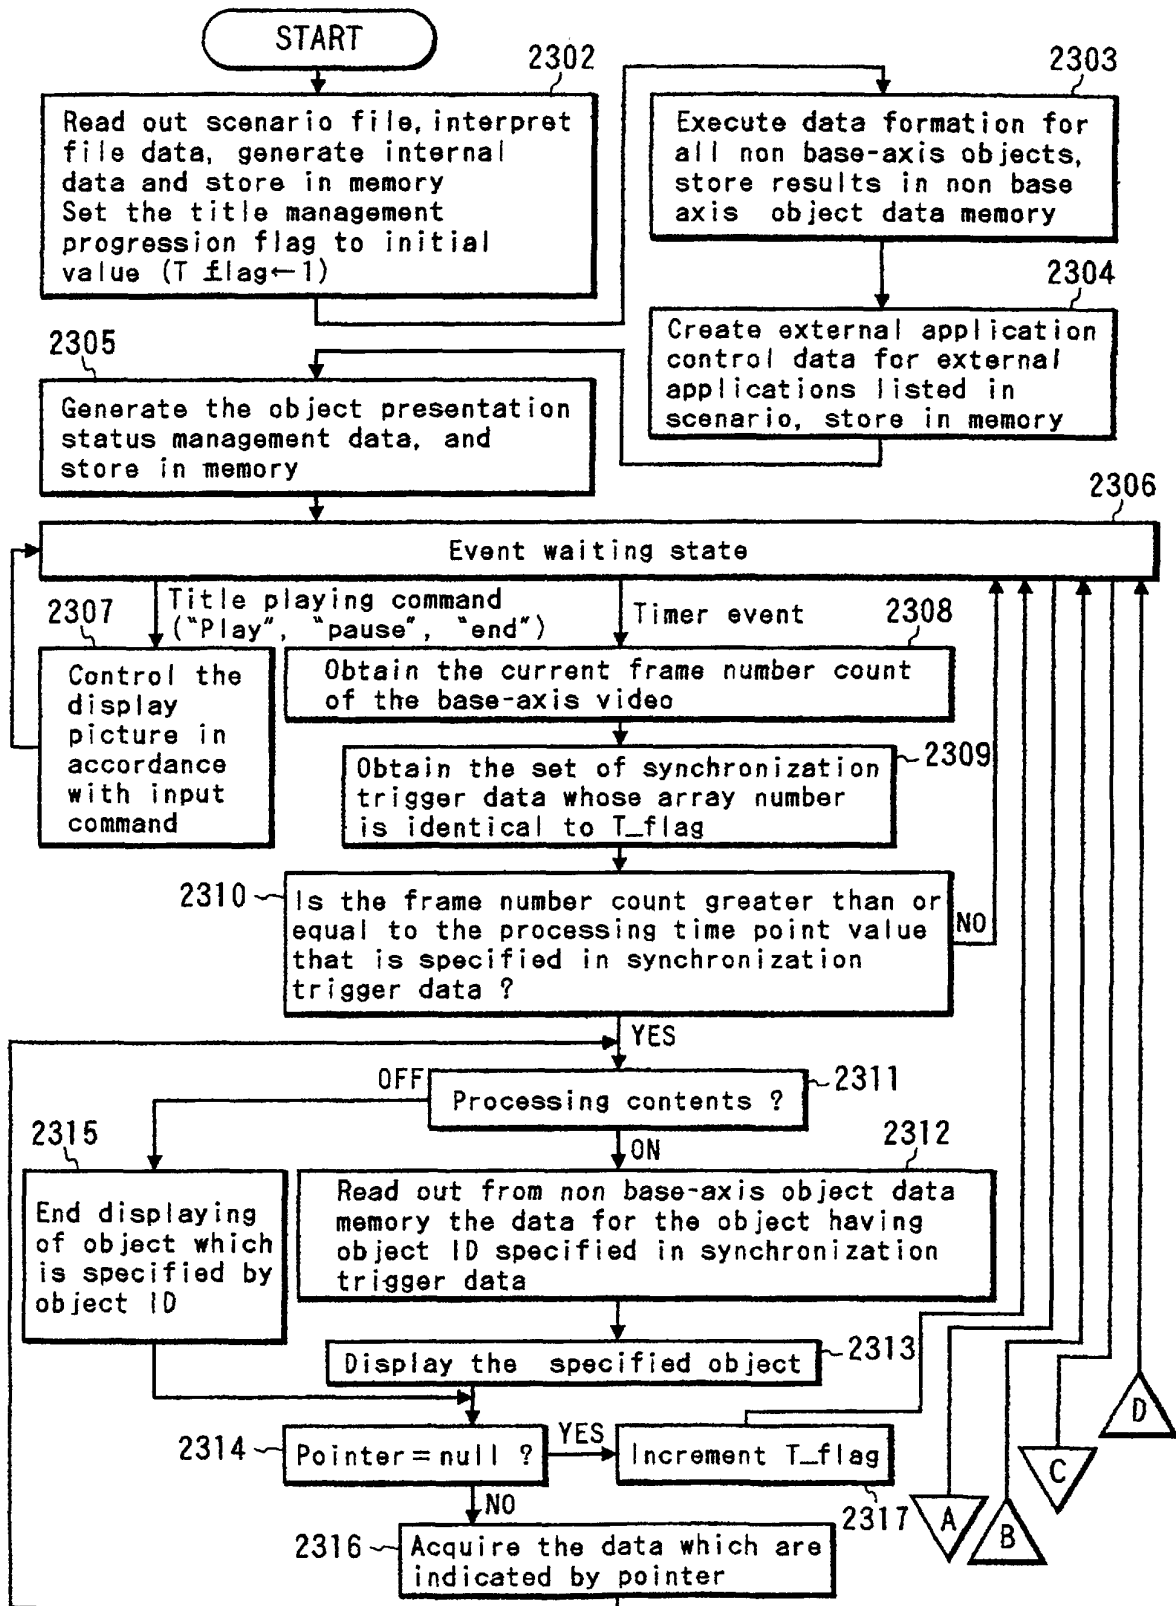 START
2302
Read out scenario file, interpret
file data, generate internal
data and store in memory
Set the title management
progression flag to initial
value (T flag←1)
2303
Execute data formation for
all non base-axis objects,
store results in non base
axis object data memory
2304
Create external application
control data for external
applications listed in
scenario, store in memory
2305
Generate the object presentation
status management data, and
store in memory
2306
Event waiting state
Title playing command
("Play", "pause", "end")
2307
Control the
display
picture in
accordance
with input
command
Timer event
2308
Obtain the current frame number count
of the base-axis video
2309
Obtain the set of synchronization
trigger data whose array number
is identical to T_flag
2310
Is the frame number count greater than or
equal to the processing time point value
that is specified in synchronization
trigger data ?
NO
YES
2311
Processing contents ?
OFF
ON
2315
End displaying
of object which
is specified by
object ID
2312
Read out from non base-axis object data
memory the data for the object having
object ID specified in synchronization
trigger data
2313
Display the specified object
2314
Pointer=null ?
YES
Increment T_flag
2317
NO
2316
Acquire the data which are
indicated by pointer
A
B
C
D